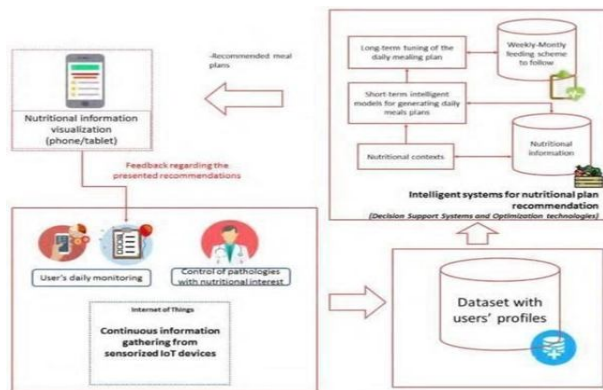 -Recommended meal
plans
Nutritional information
visualization
(phone/tablet)
Feedback regarding the
presented recommendations
User's daily monitoring
Control of pathologies
with nutritional interest
Internet of Things
Continuous information
gathering from
sensorized IoT devices
Long-term tuning of the
daily mealing plan
Weekly-Montly
feeding scheme
to follow
Short-term intelligent
models for generating daily
meals plans
Nutritional contexts
Nutritional
information
Intelligent systems for nutritional plan
recommendation
(Decision Support Systems and Optimization technologies)
Dataset with
users' profiles